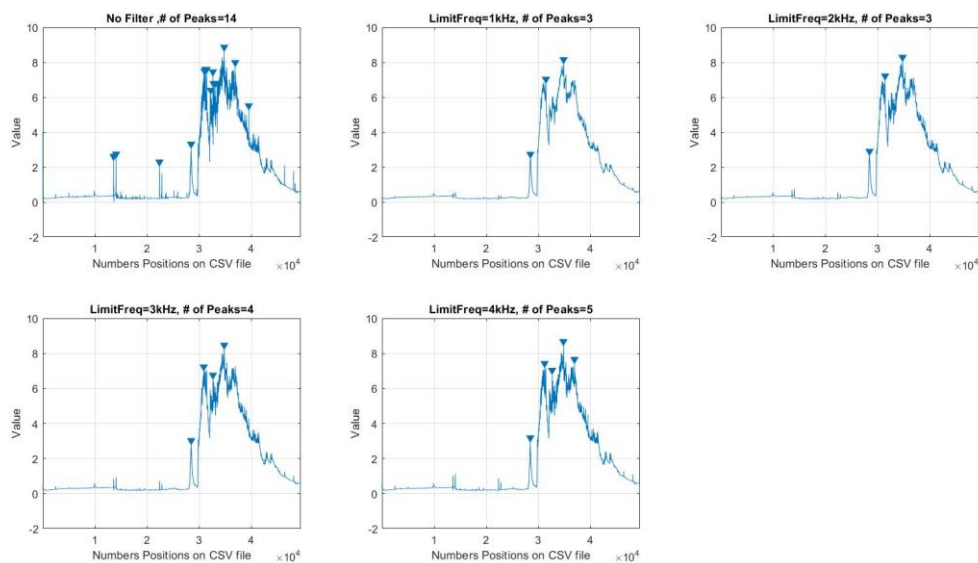 No Filter ,# of Peaks=14
10
8
6
4
2
0
-2
Value
1 2 3 4
×10⁴
Numbers Positions on CSV file
LimitFreq=1kHz, # of Peaks=3
10
8
6
4
2
0
-2
Value
1 2 3 4
×10⁴
Numbers Positions on CSV file
LimitFreq=2kHz, # of Peaks=3
10
8
6
4
2
0
-2
Value
1 2 3 4
×10⁴
Numbers Positions on CSV file
LimitFreq=3kHz, # of Peaks=4
10
8
6
4
2
0
-2
Value
1 2 3 4
×10⁴
Numbers Positions on CSV file
LimitFreq=4kHz, # of Peaks=5
10
8
6
4
2
0
-2
Value
1 2 3 4
×10⁴
Numbers Positions on CSV file